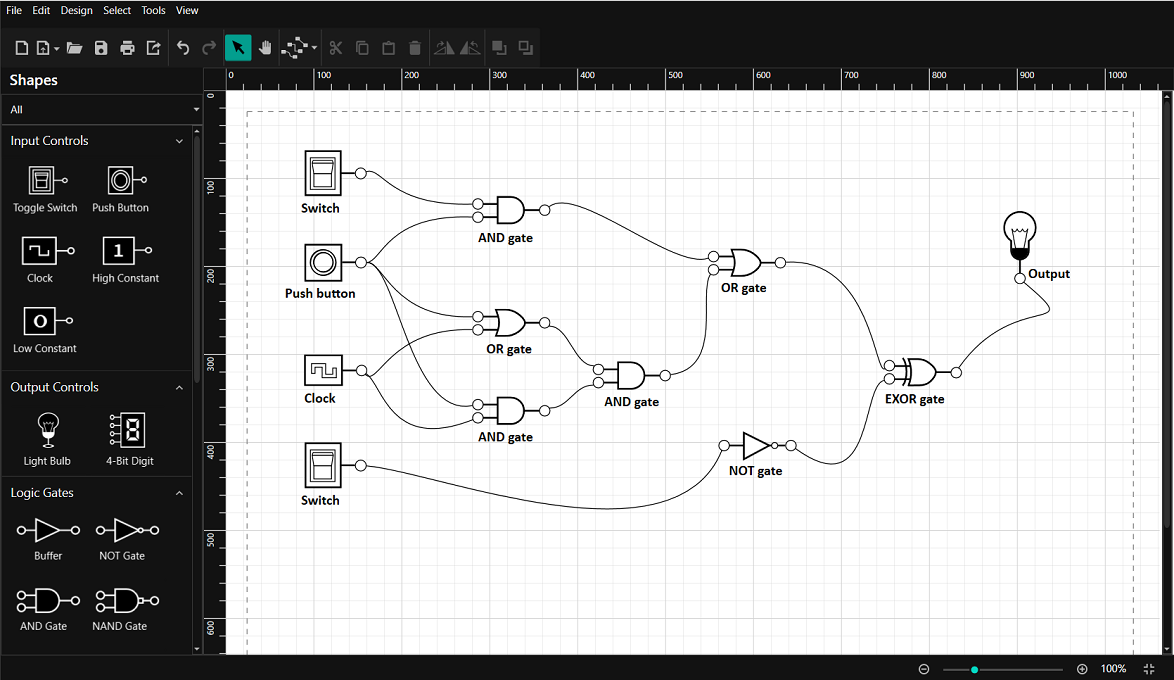 File Edit Design Select Tools View
Shapes
All
Input Controls
Toggle Switch Push Button
1
Clock High Constant
O
Low Constant
Output Controls
8
Light Bulb 4-Bit Digit
Logic Gates
Buffer NOT Gate
AND Gate NAND Gate
0 100 200 300 400 500 600 700 800 900 1000
0
100
200
300
400
500
600
Switch
AND gate
Push button
OR gate
Output
OR gate
Clock
AND gate
EXOR gate
AND gate
NOT gate
Switch
100%